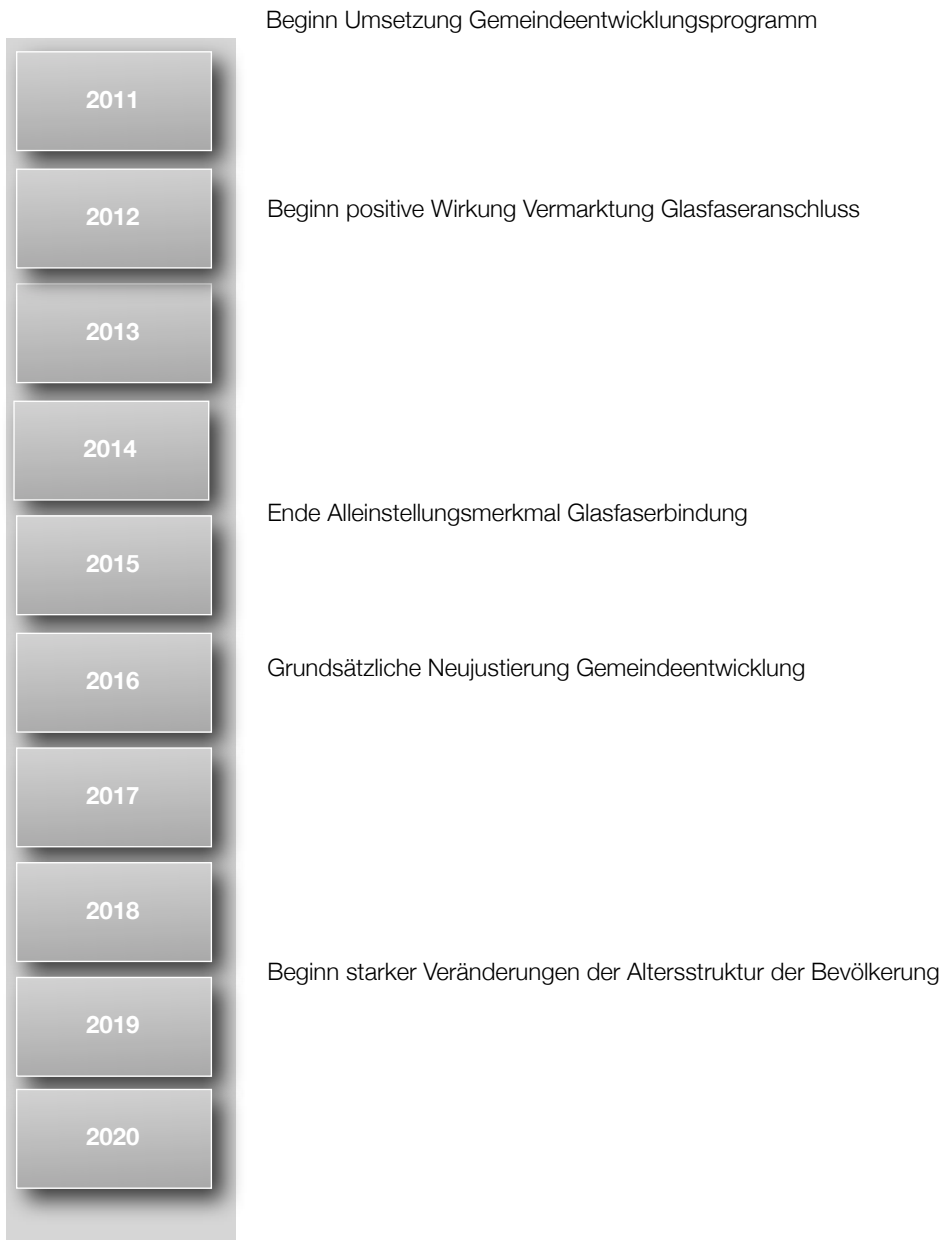 Beginn Umsetzung Gemeindeentwicklungsprogramm
2011
2012
Beginn positive Wirkung Vermarktung Glasfaseranschluss
2013
2014
Ende Alleinstellungsmerkmal Glasfaserbindung
2015
2016
Grundsätzliche Neujustierung Gemeindeentwicklung
2017
2018
Beginn starker Veränderungen der Altersstruktur der Bevölkerung
2019
2020